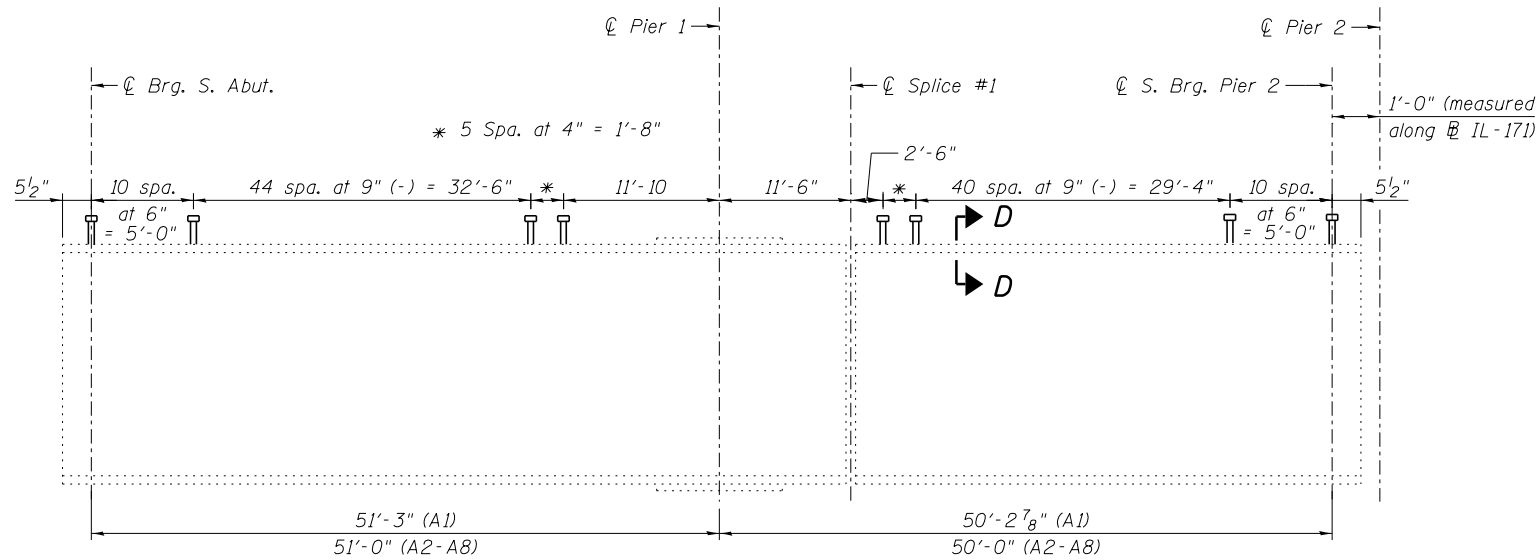 ℄ Pier 1
℄ Pier 2
℄ Brg. S. Abut.
℄ Splice #1
℄ S. Brg. Pier 2
1'-0" (measured
along ⅊ IL-171)
* 5 Spa. at 4" = 1'-8"
2'-6"
5½"
10 spa.
at 6"
= 5'-0"
44 spa. at 9" (-) = 32'-6"
*
11'-10
11'-6"
*
40 spa. at 9" (-) = 29'-4"
10 spa.
at 6"
= 5'-0"
5½"
D
D
51'-3" (A1)
51'-0" (A2-A8)
50'-2⅞" (A1)
50'-0" (A2-A8)